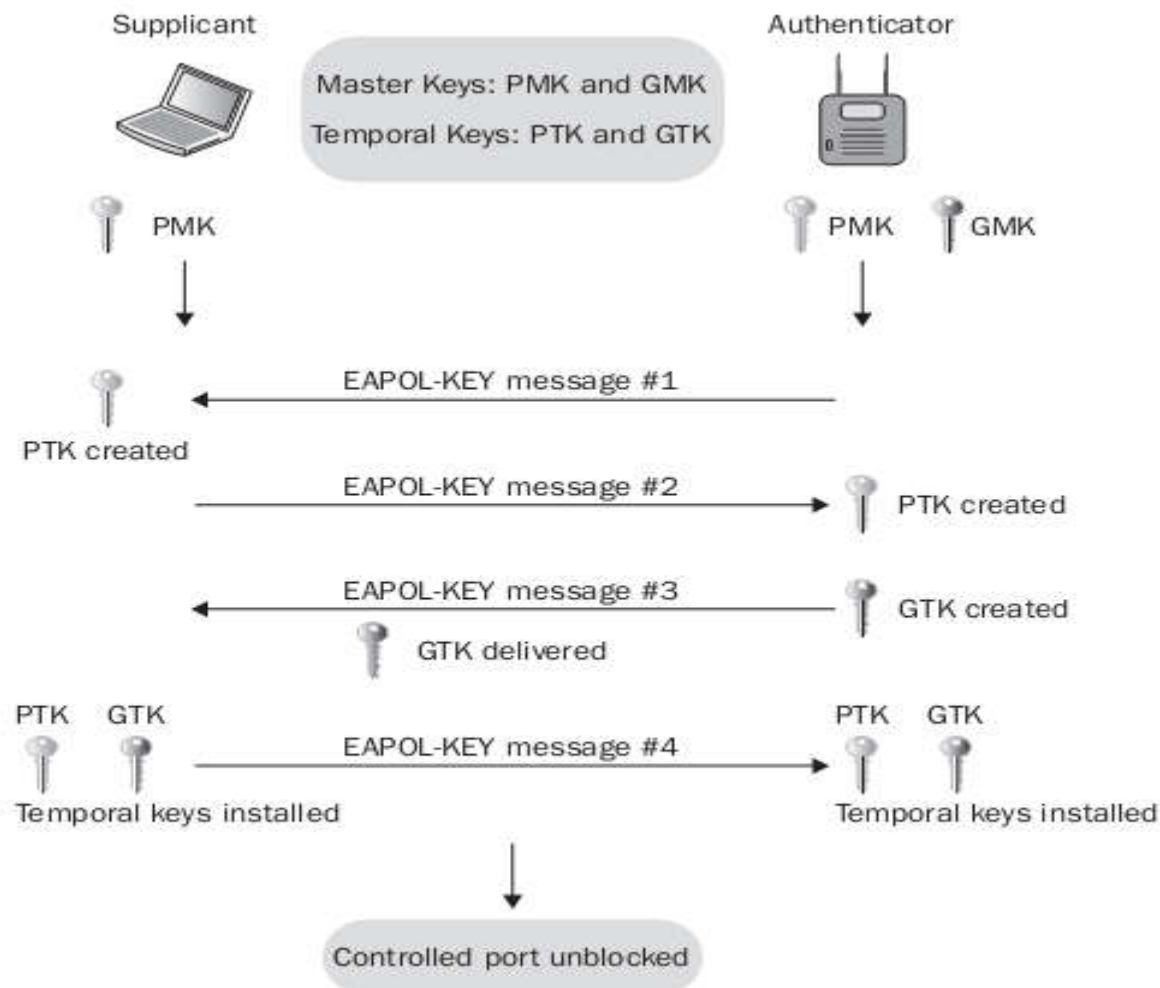 Supplicant
Authenticator
Master Keys: PMK and GMK
Temporal Keys: PTK and GTK
PMK
PMK
GMK
EAPOL-KEY message #1
PTK created
EAPOL-KEY message #2
PTK created
EAPOL-KEY message #3
GTK created
GTK delivered
PTK GTK
PTK GTK
EAPOL-KEY message #4
Temporal keys installed
Temporal keys installed
Controlled port unblocked